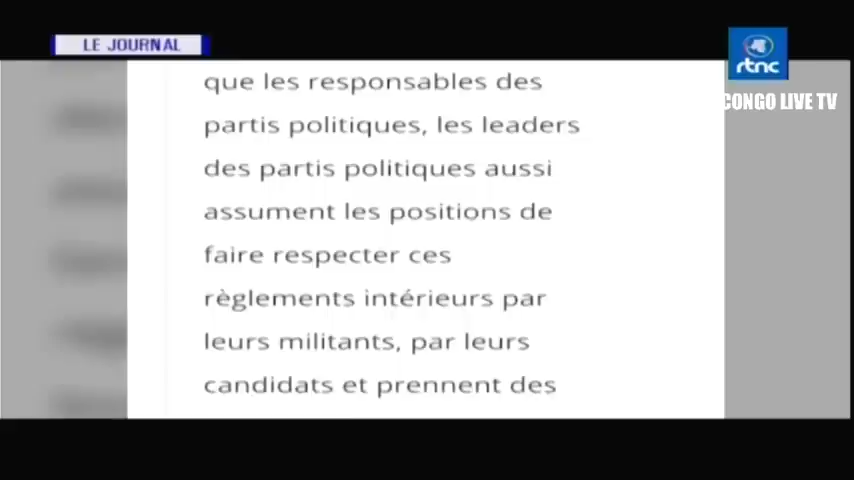 LE JOURNAL
rtnc
CONGO LIVE TV
que les responsables des
partis politiques, les leaders
des partis politiques aussi
assument les positions de
faire respecter ces
règlements intérieurs par
leurs militants, par leurs
candidats et prennent des